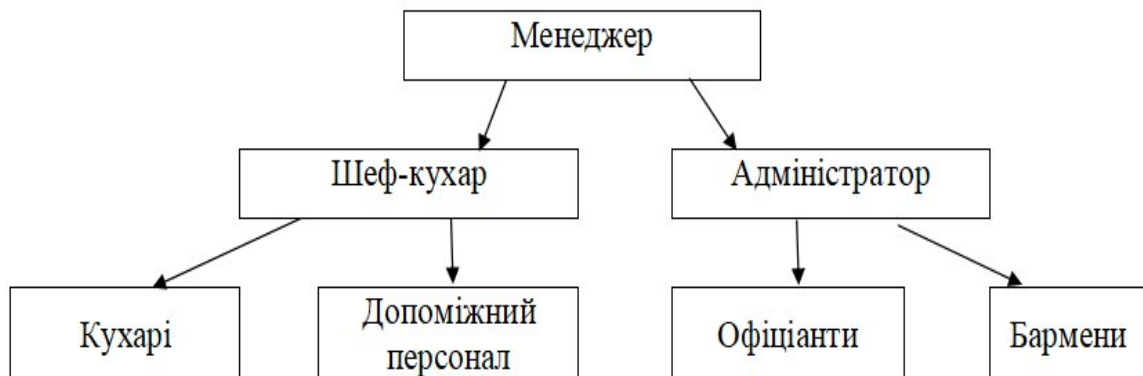 Менеджер
Шеф-кухар
Адміністратор
Кухарі
Допоміжний
персонал
Офіціанти
Бармени